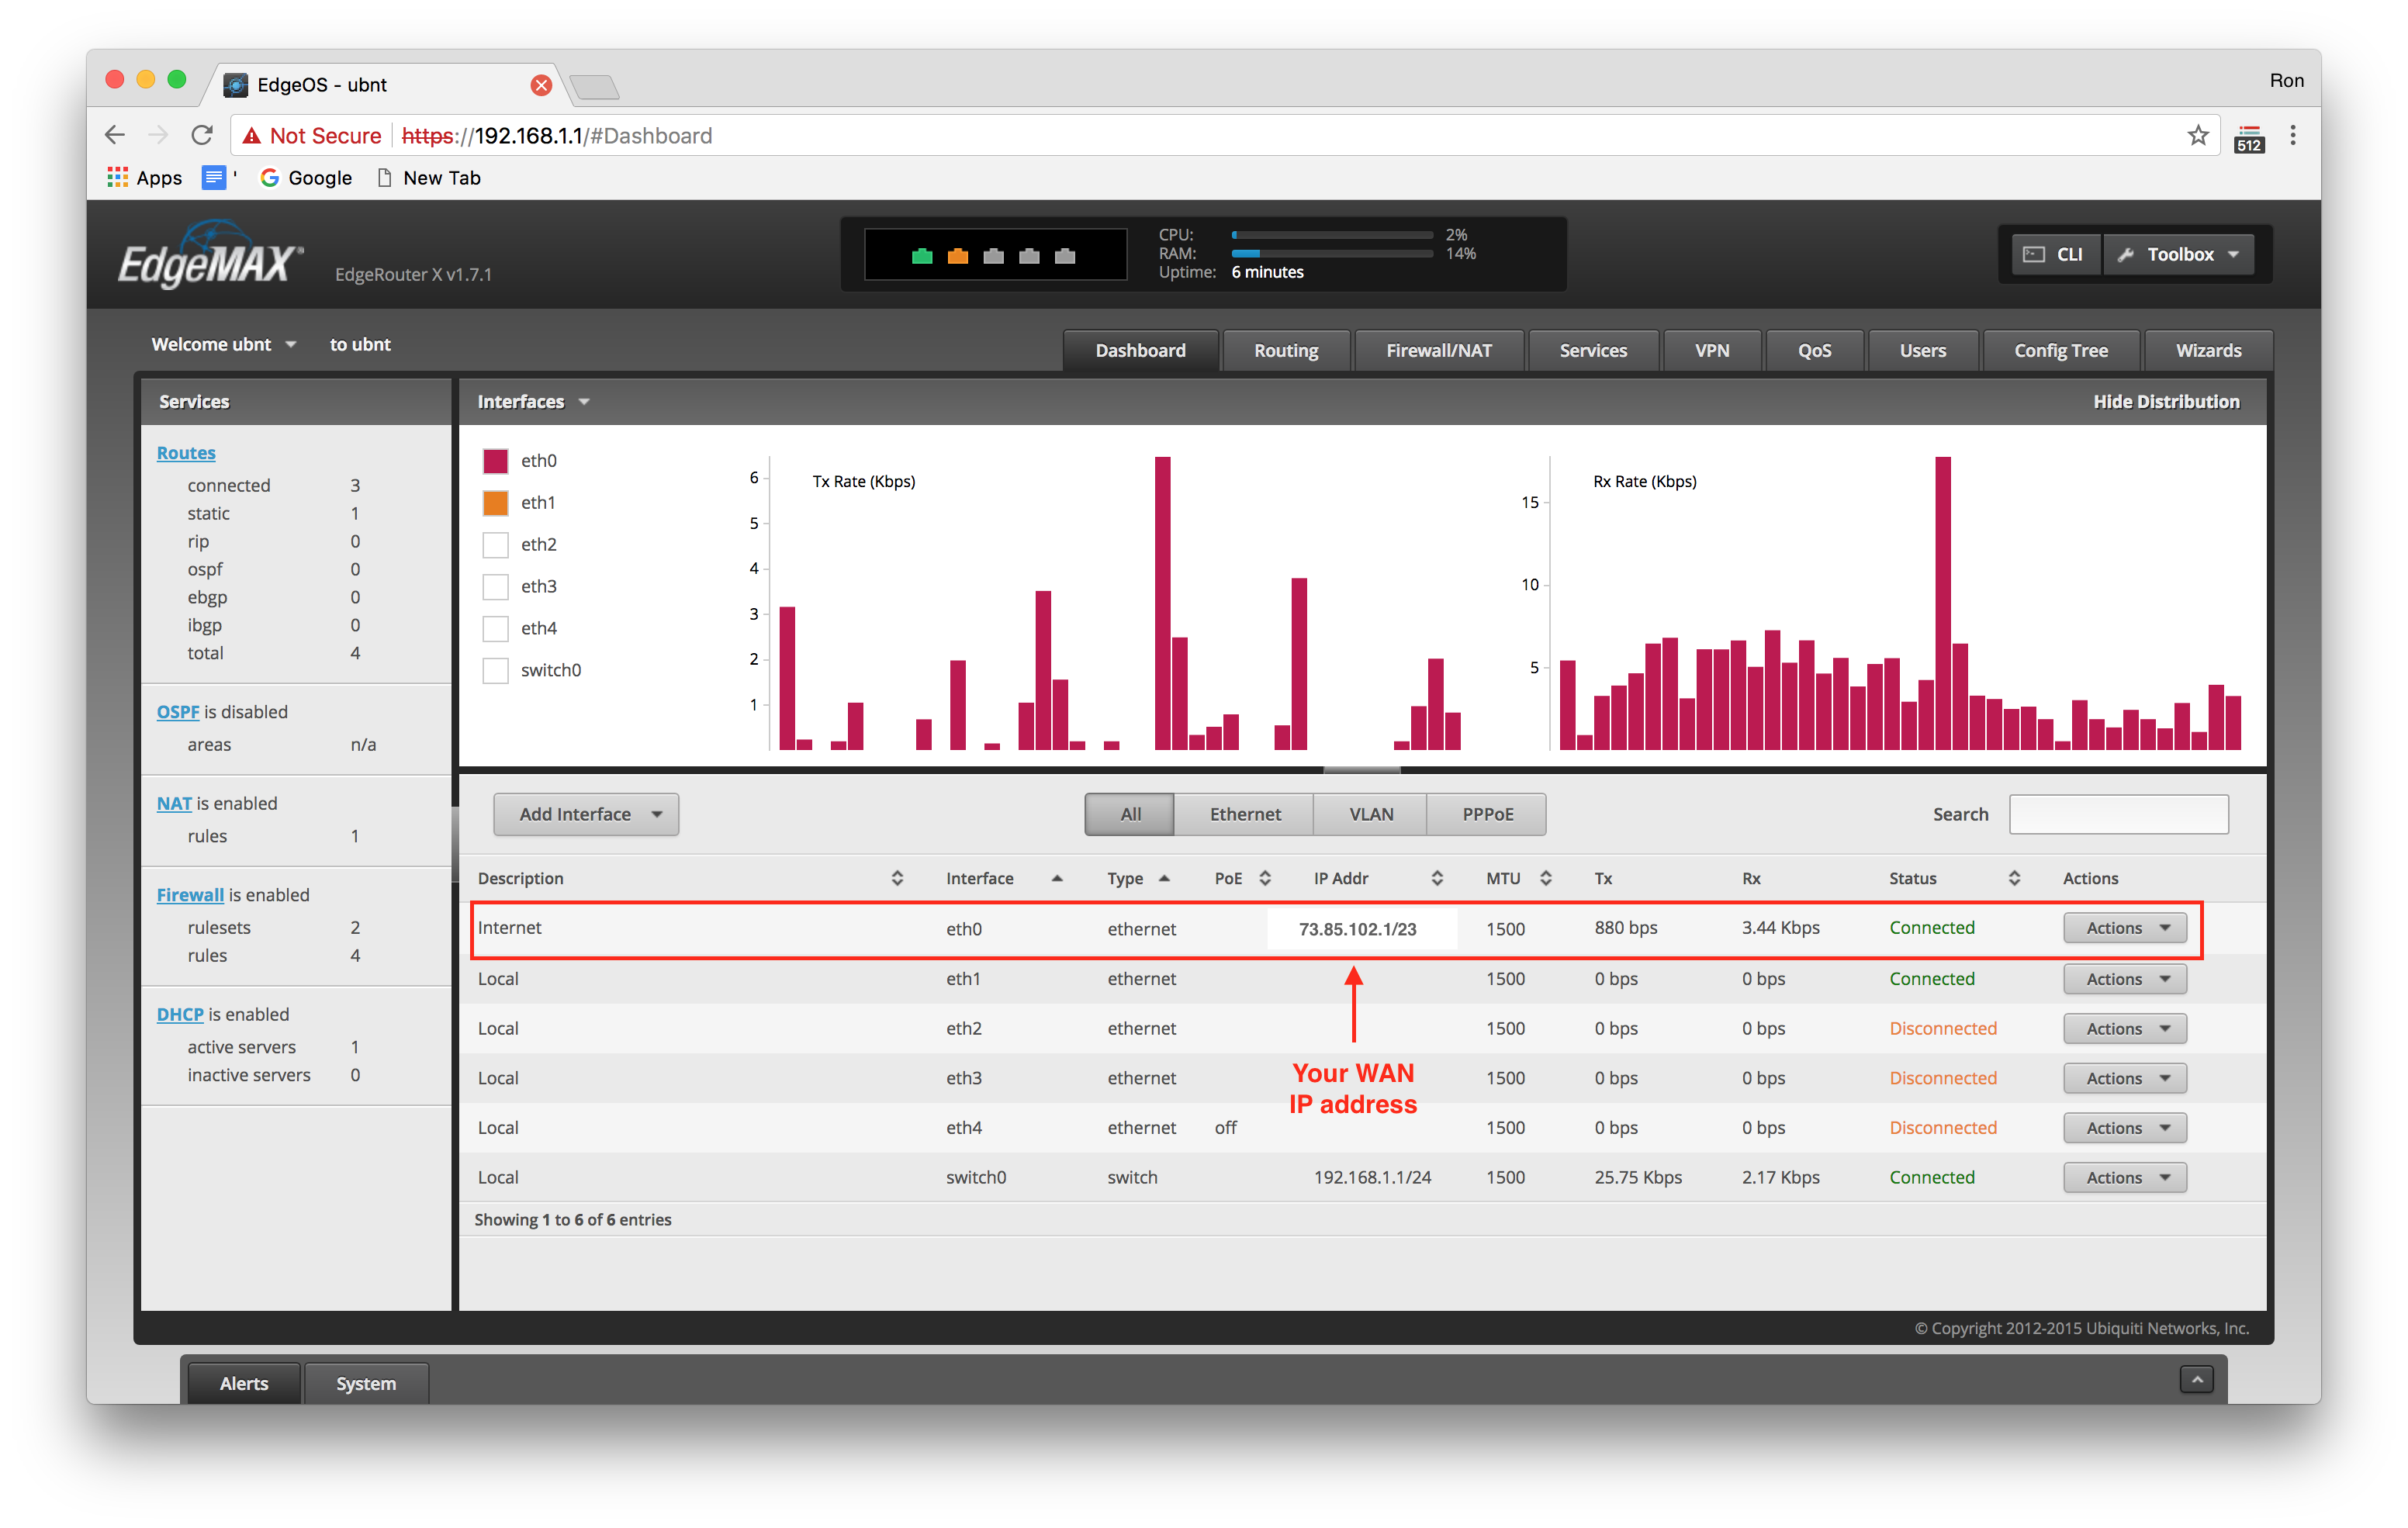 EdgeOS - ubnt
Ron
Not Secure https://192.168.1.1/#Dashboard
512
Apps ' Google New Tab
EdgeMAX® EdgeRouter X v1.7.1
CPU: 2%
RAM: 14%
Uptime: 6 minutes
CLI Toolbox
Welcome ubnt to ubnt
Dashboard Routing Firewall/NAT Services VPN QoS Users Config Tree Wizards
Services
Routes
connected 3
static 1
rip 0
ospf 0
ebgp 0
ibgp 0
total 4
OSPF is disabled
areas n/a
NAT is enabled
rules 1
Firewall is enabled
rulesets 2
rules 4
DHCP is enabled
active servers 1
inactive servers 0
Interfaces Hide Distribution
eth0
eth1
eth2
eth3
eth4
switch0
Tx Rate (Kbps)
6
5
4
3
2
1
Rx Rate (Kbps)
15
10
5
Add Interface All Ethernet VLAN PPPoE Search
Description Interface Type PoE IP Addr MTU Tx Rx Status Actions
Internet eth0 ethernet 73.85.102.1/23 1500 880 bps 3.44 Kbps Connected Actions
Local eth1 ethernet 1500 0 bps 0 bps Connected Actions
Local eth2 ethernet 1500 0 bps 0 bps Disconnected Actions
Local eth3 ethernet 1500 0 bps 0 bps Disconnected Actions
Local eth4 ethernet off 1500 0 bps 0 bps Disconnected Actions
Local switch0 switch 192.168.1.1/24 1500 25.75 Kbps 2.17 Kbps Connected Actions
Your WAN
IP address
Showing 1 to 6 of 6 entries
© Copyright 2012-2015 Ubiquiti Networks, Inc.
Alerts System